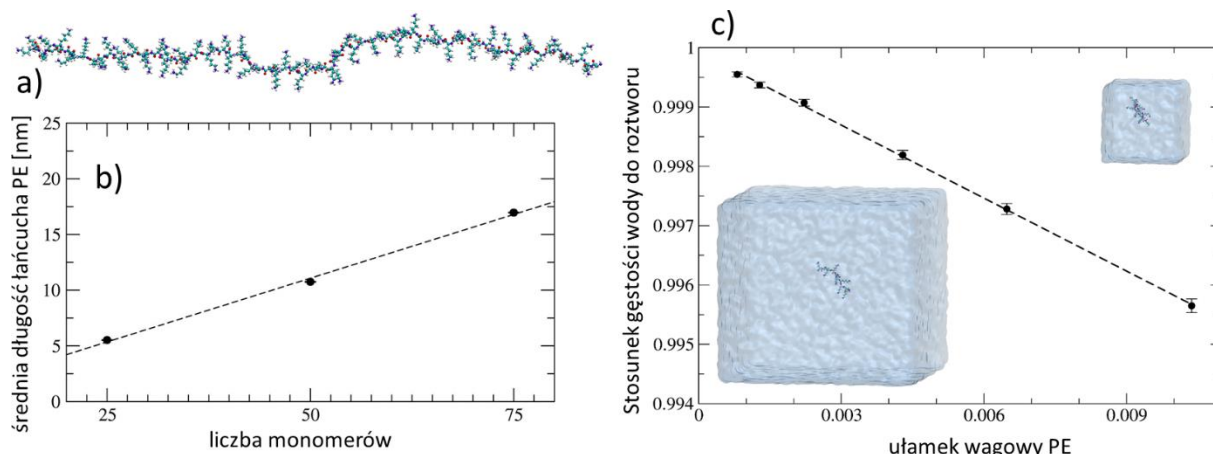 a)
średnia długość łańcucha PE [nm]
25
20
15
10
5
0
b)
25
50
75
liczba monomerów
c)
Stosunek gęstości wody do roztworu
1
0.999
0.998
0.997
0.996
0.995
0.994
0
0.003
0.006
0.009
ułamek wagowy PE